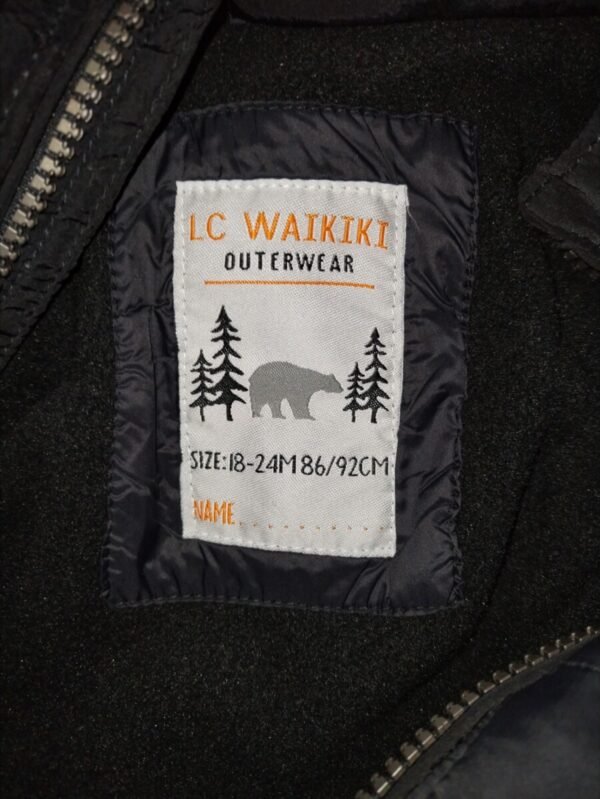 LC WAIKIKI
OUTERWEAR
SIZE: 18-24M 86/92CM
NAME